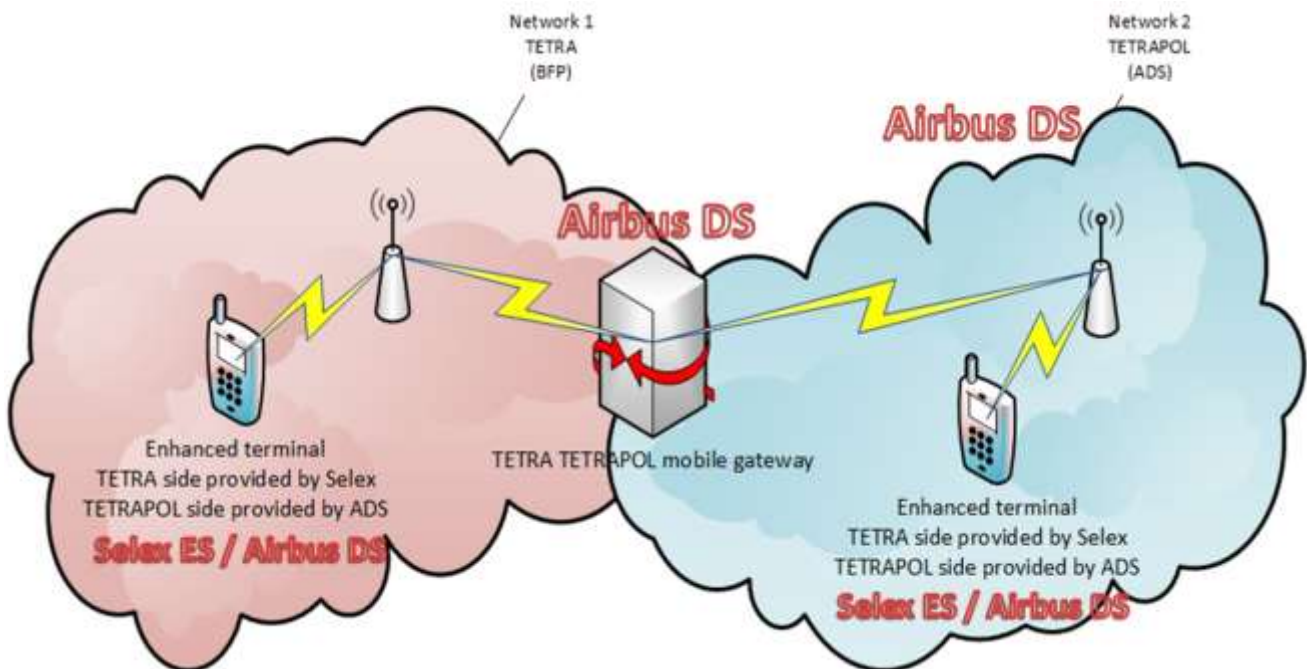 Network 1
TETRA
(BFP)
Network 2
TETRAPOL
(ADS)
Airbus DS
Airbus DS
Enhanced terminal
TETRA side provided by Selex
TETRAPOL side provided by ADS
Selex ES / Airbus DS
TETRA TETRAPOL mobile gateway
Enhanced terminal
TETRA side provided by Selex
TETRAPOL side provided by ADS
Selex ES / Airbus DS